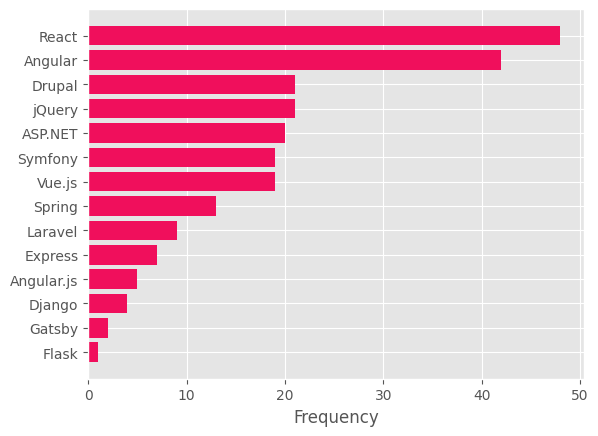 React
Angular
Drupal
jQuery
ASP.NET
Symfony
Vue.js
Spring
Laravel
Express
Angular.js
Django
Gatsby
Flask
0 10 20 30 40 50
Frequency